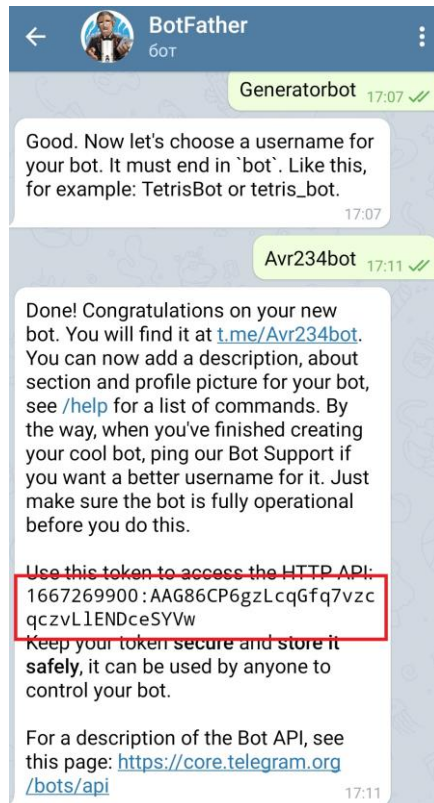 BotFather
бот
Generatorbot 17:07
Good. Now let's choose a username for
your bot. It must end in `bot`. Like this,
for example: TetrisBot or tetris_bot.
17:07
Avr234bot 17:11
Done! Congratulations on your new
bot. You will find it at t.me/Avr234bot.
You can now add a description, about
section and profile picture for your bot,
see /help for a list of commands. By
the way, when you've finished creating
your cool bot, ping our Bot Support if
you want a better username for it. Just
make sure the bot is fully operational
before you do this.
Use this token to access the HTTP API:
1667269900:AAG86CP6gzLcqGfq7vzc
qczvLlENDceSYVw
Keep your token secure and store it
safely, it can be used by anyone to
control your bot.
For a description of the Bot API, see
this page: https://core.telegram.org
/bots/api
17:11